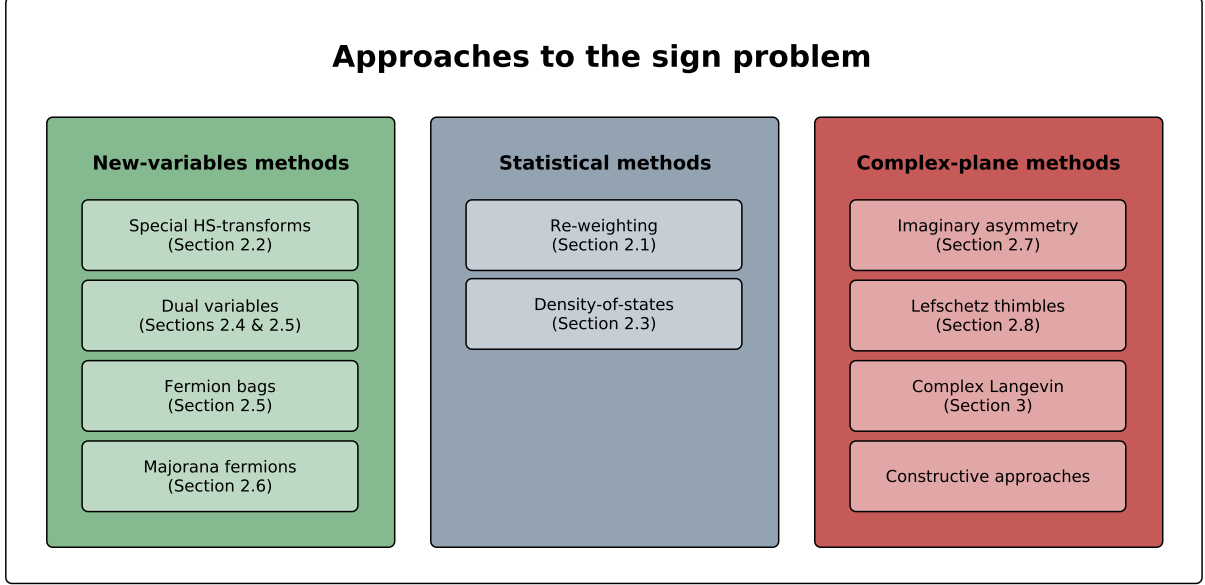 Approaches to the sign problem
New-variables methods
Special HS-transforms
(Section 2.2)
Dual variables
(Sections 2.4 & 2.5)
Fermion bags
(Section 2.5)
Majorana fermions
(Section 2.6)
Statistical methods
Re-weighting
(Section 2.1)
Density-of-states
(Section 2.3)
Complex-plane methods
Imaginary asymmetry
(Section 2.7)
Lefschetz thimbles
(Section 2.8)
Complex Langevin
(Section 3)
Constructive approaches